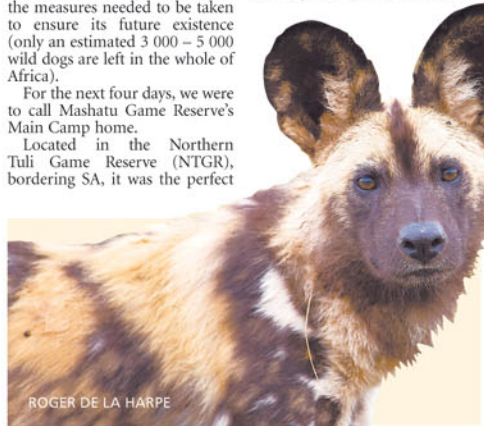 the measures needed to be taken
to ensure its future existence
(only an estimated 3 000 – 5 000
wild dogs are left in the whole of
Africa).
For the next four days, we were
to call Mashatu Game Reserve's
Main Camp home.
Located in the Northern
Tuli Game Reserve (NTGR),
bordering SA, it was the perfect
ROGER DE LA HARPE